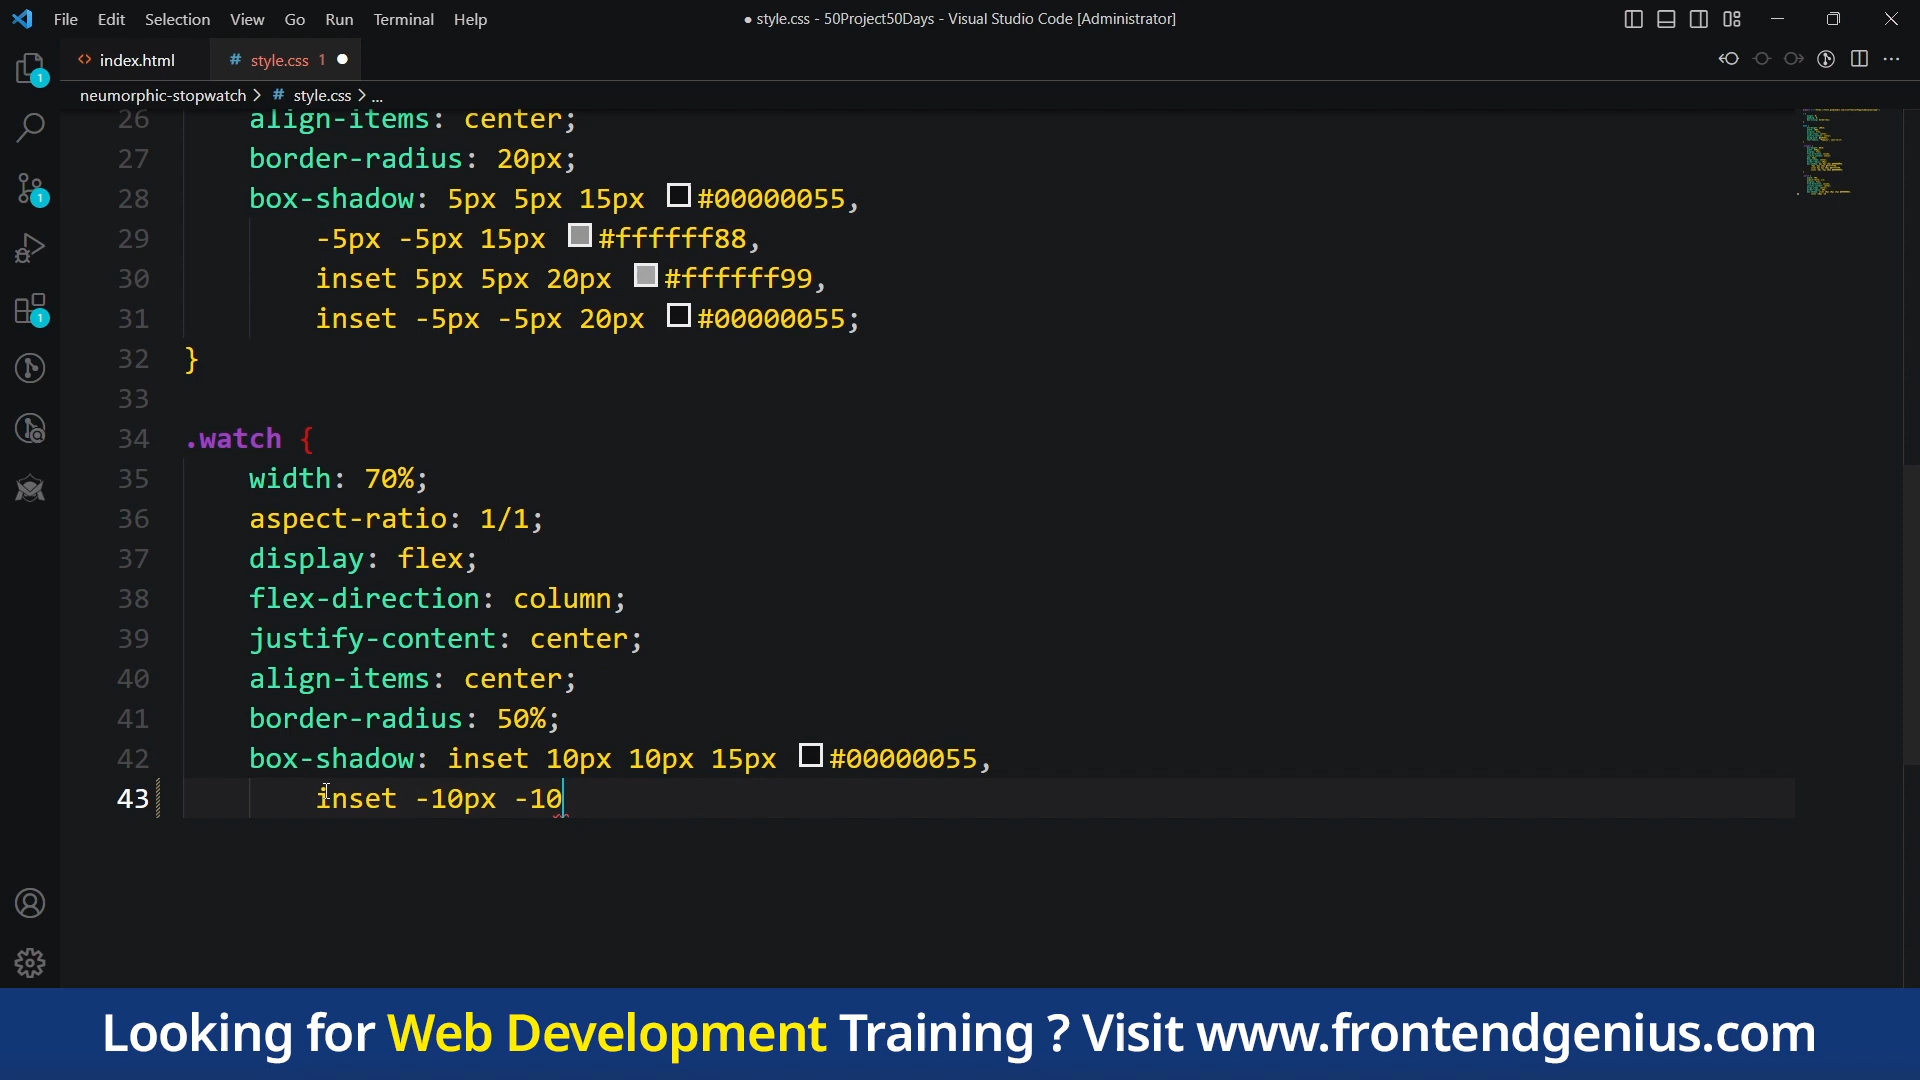 File Edit Selection View Go Run Terminal Help
● style.css - 50Project50Days - Visual Studio Code [Administrator]
<> index.html
# style.css 1 ●
neumorphic-stopwatch > # style.css > ...
1
1
1
26 align-items: center;
27 border-radius: 20px;
28 box-shadow: 5px 5px 15px #00000055,
29 -5px -5px 15px #ffffff88,
30 inset 5px 5px 20px #ffffff99,
31 inset -5px -5px 20px #00000055;
32 }
33
34 .watch {
35 width: 70%;
36 aspect-ratio: 1/1;
37 display: flex;
38 flex-direction: column;
39 justify-content: center;
40 align-items: center;
41 border-radius: 50%;
42 box-shadow: inset 10px 10px 15px #00000055,
43 inset -10px -10
Looking for Web Development Training ? Visit www.frontendgenius.com